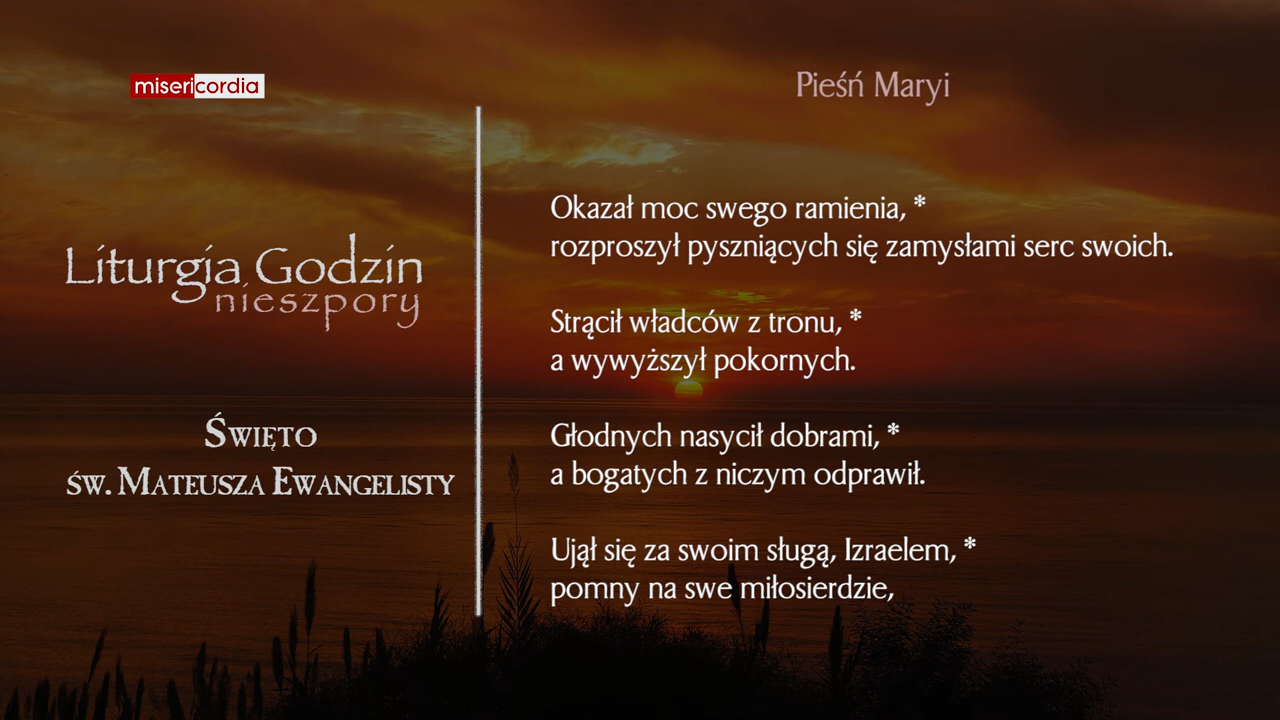 misericordia
Liturgia Godzin
nieszpory
Święto
św. Mateusza Ewangelisty
Pieśń Maryi
Okazał moc swego ramienia, *
rozproszył pyszniących się zamysłami serc swoich.
Strącił władców z tronu, *
a wywyższył pokornych.
Głodnych nasycił dobrami, *
a bogatych z niczym odprawił.
Ujął się za swoim sługą, Izraelem, *
pomny na swe miłosierdzie,